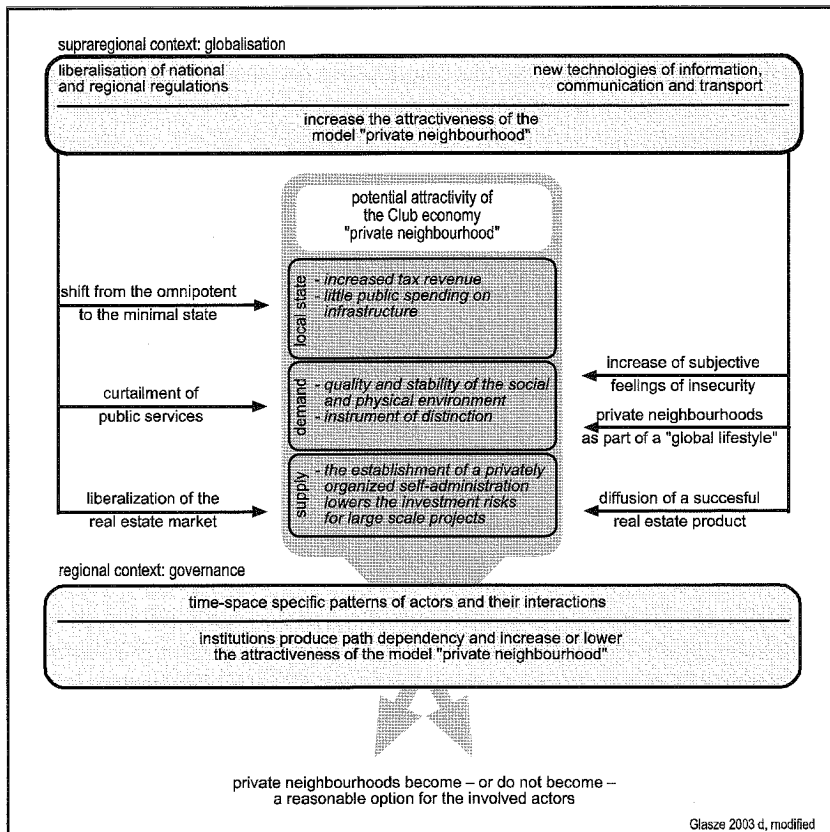 supraregional context: globalisation
liberalisation of national
and regional regulations
new technologies of information,
communication and transport
increase the attractiveness of the
model "private neighbourhood"
potential attractivity of
the Club economy
"private neighbourhood"
shift from the omnipotent
to the minimal state
local state
- increased tax revenue
- little public spending on
infrastructure
curtailment of
public services
demand
- quality and stability of the social
and physical environment
- instrument of distinction
increase of subjective
feelings of insecurity
private neighbourhoods
as part of a "global lifestyle"
liberalization of the
real estate market
supply
- the establishment of a privately
organized self-administration
lowers the investment risks
for large scale projects
diffusion of a succesful
real estate product
regional context: governance
time-space specific patterns of actors and their interactions
institutions produce path dependency and increase or lower
the attractiveness of the model "private neighbourhood"
private neighbourhoods become – or do not become –
a reasonable option for the involved actors
Glasze 2003 d, modified